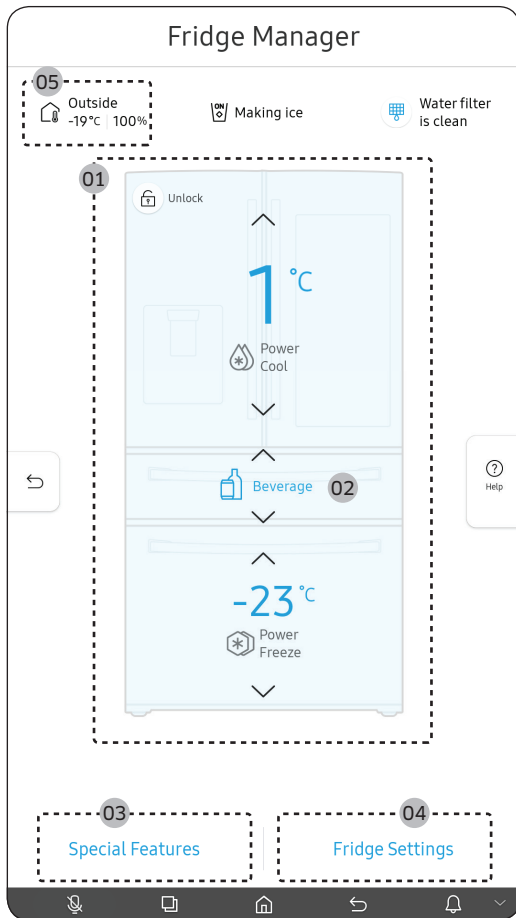 Fridge Manager
05
Outside
-19°C | 100%
ON
Making ice
Water filter
is clean
01
Unlock
1°C
Power
Cool
Beverage
02
?
Help
-23°C
Power
Freeze
03
Special Features
04
Fridge Settings